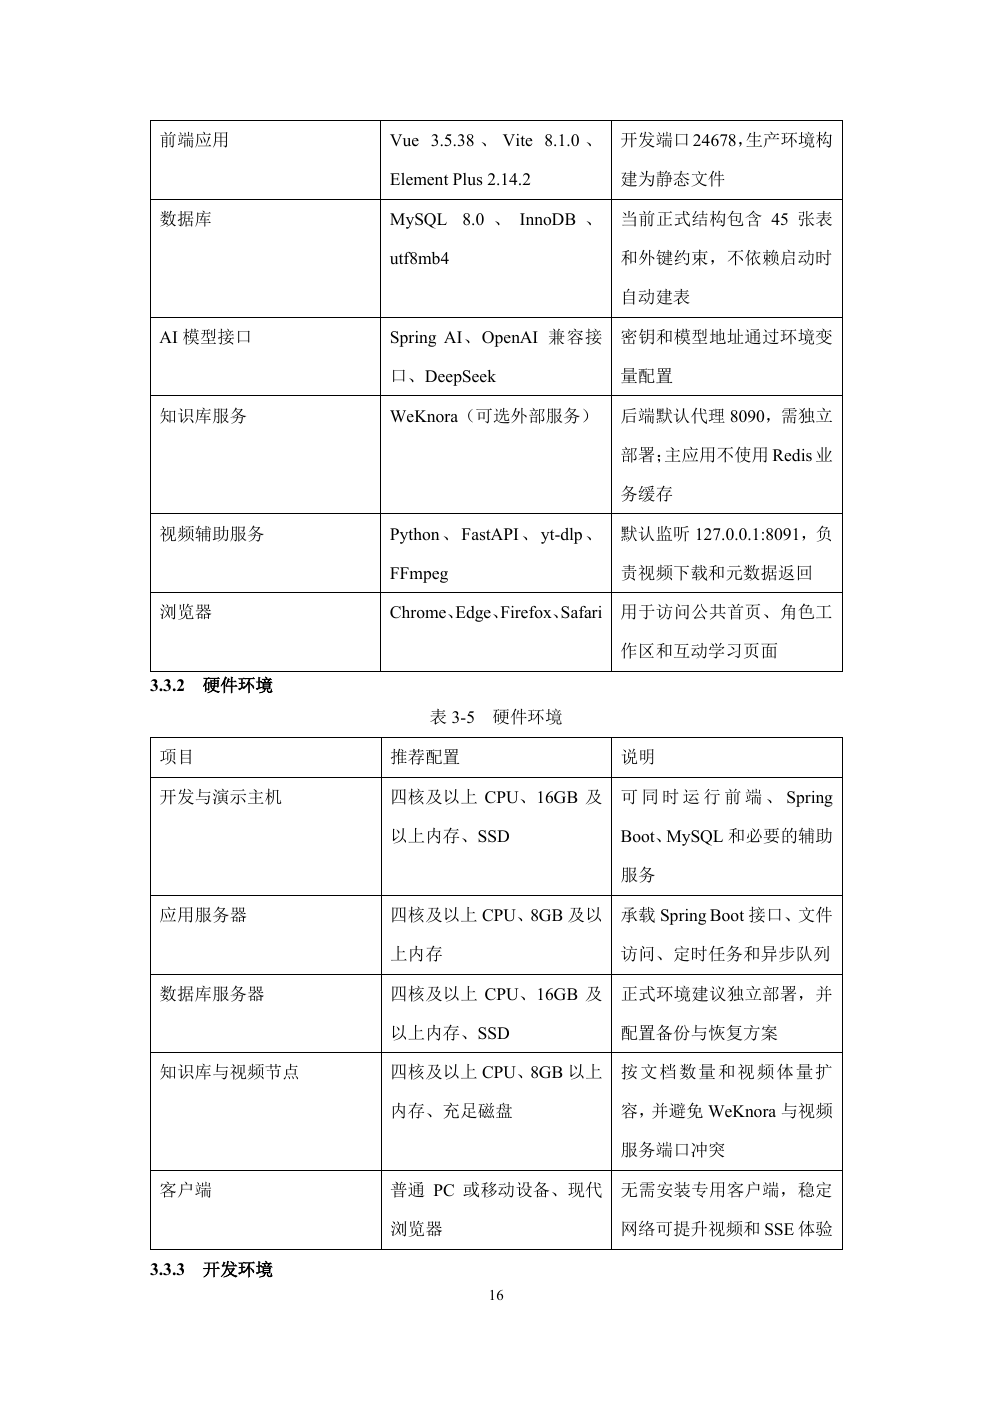 前端应用
Vue 3.5.38、Vite 8.1.0、
Element Plus 2.14.2
开发端口 24678，生产环境构
建为静态文件
数据库
MySQL 8.0、InnoDB、
utf8mb4
当前正式结构包含 45 张表
和外键约束，不依赖启动时
自动建表
AI 模型接口
Spring AI、OpenAI 兼容接
口、DeepSeek
密钥和模型地址通过环境变
量配置
知识库服务
WeKnora（可选外部服务）
后端默认代理 8090，需独立
部署；主应用不使用 Redis 业
务缓存
视频辅助服务
Python、FastAPI、yt-dlp、
FFmpeg
默认监听 127.0.0.1:8091，负
责视频下载和元数据返回
浏览器
Chrome、Edge、Firefox、Safari
用于访问公共首页、角色工
作区和互动学习页面
3.3.2 硬件环境
表 3-5 硬件环境
项目
推荐配置
说明
开发与演示主机
四核及以上 CPU、16GB 及
以上内存、SSD
可同时运行前端、Spring
Boot、MySQL 和必要的辅助
服务
应用服务器
四核及以上 CPU、8GB 及以
上内存
承载 Spring Boot 接口、文件
访问、定时任务和异步队列
数据库服务器
四核及以上 CPU、16GB 及
以上内存、SSD
正式环境建议独立部署，并
配置备份与恢复方案
知识库与视频节点
四核及以上 CPU、8GB 以上
内存、充足磁盘
按文档数量和视频体量扩
容，并避免 WeKnora 与视频
服务端口冲突
客户端
普通 PC 或移动设备、现代
浏览器
无需安装专用客户端，稳定
网络可提升视频和 SSE 体验
3.3.3 开发环境
16